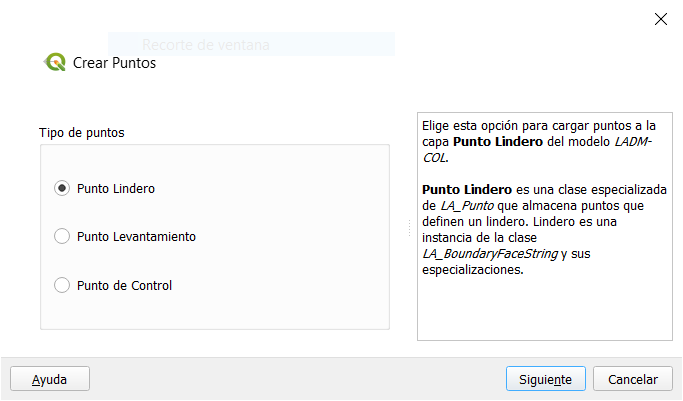 Recorte de ventana
Crear Puntos
Tipo de puntos
Punto Lindero
Punto Levantamiento
Punto de Control
Elige esta opción para cargar puntos a la
capa Punto Lindero del modelo LADM-
COL.
Punto Lindero es una clase especializada
de LA_Punto que almacena puntos que
definen un lindero. Lindero es una
instancia de la clase
LA_BoundaryFaceString y sus
especializaciones.
Ayuda
Siguiente
Cancelar